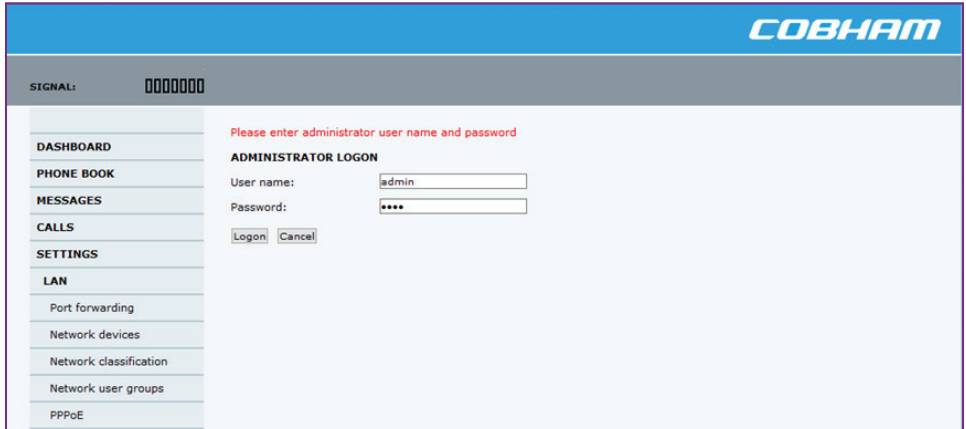 COBHAM
SIGNAL:
DASHBOARD
PHONE BOOK
MESSAGES
CALLS
SETTINGS
LAN
Port forwarding
Network devices
Network classification
Network user groups
PPPoE
Please enter administrator user name and password
ADMINISTRATOR LOGON
User name: admin
Password: ••••
Logon Cancel